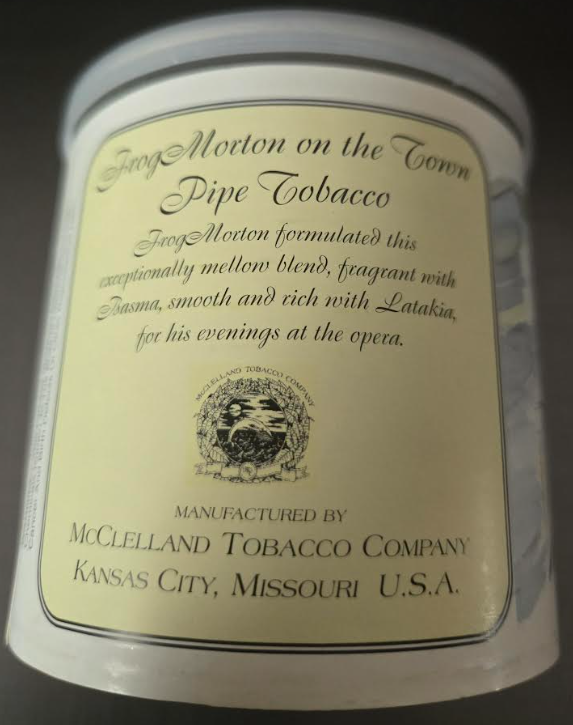 FrogMorton on the Town
Pipe Tobacco
FrogMorton formulated this
exceptionally mellow blend, fragrant with
Basma, smooth and rich with Latakia,
for his evenings at the opera.
McCLELLAND TOBACCO COMPANY
MANUFACTURED BY
McCLELLAND TOBACCO COMPANY
KANSAS CITY, MISSOURI U.S.A.